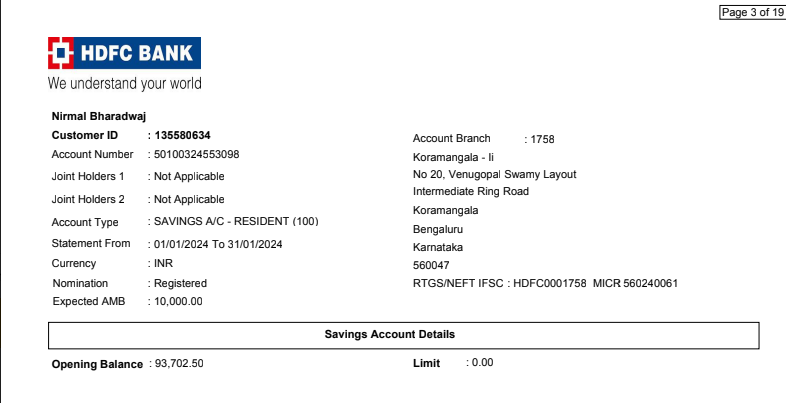 Page 3 of 19
HDFC BANK
We understand your world
Nirmal Bharadwaj
Customer ID : 135580634
Account Number : 50100324553098
Joint Holders 1 : Not Applicable
Joint Holders 2 : Not Applicable
Account Type : SAVINGS A/C - RESIDENT (100)
Statement From : 01/01/2024 To 31/01/2024
Currency : INR
Nomination : Registered
Expected AMB : 10,000.00
Account Branch : 1758
Koramangala - Ii
No 20, Venugopal Swamy Layout
Intermediate Ring Road
Koramangala
Bengaluru
Karnataka
560047
RTGS/NEFT IFSC : HDFC0001758 MICR 560240061
Savings Account Details
Opening Balance : 93,702.50 Limit : 0.00